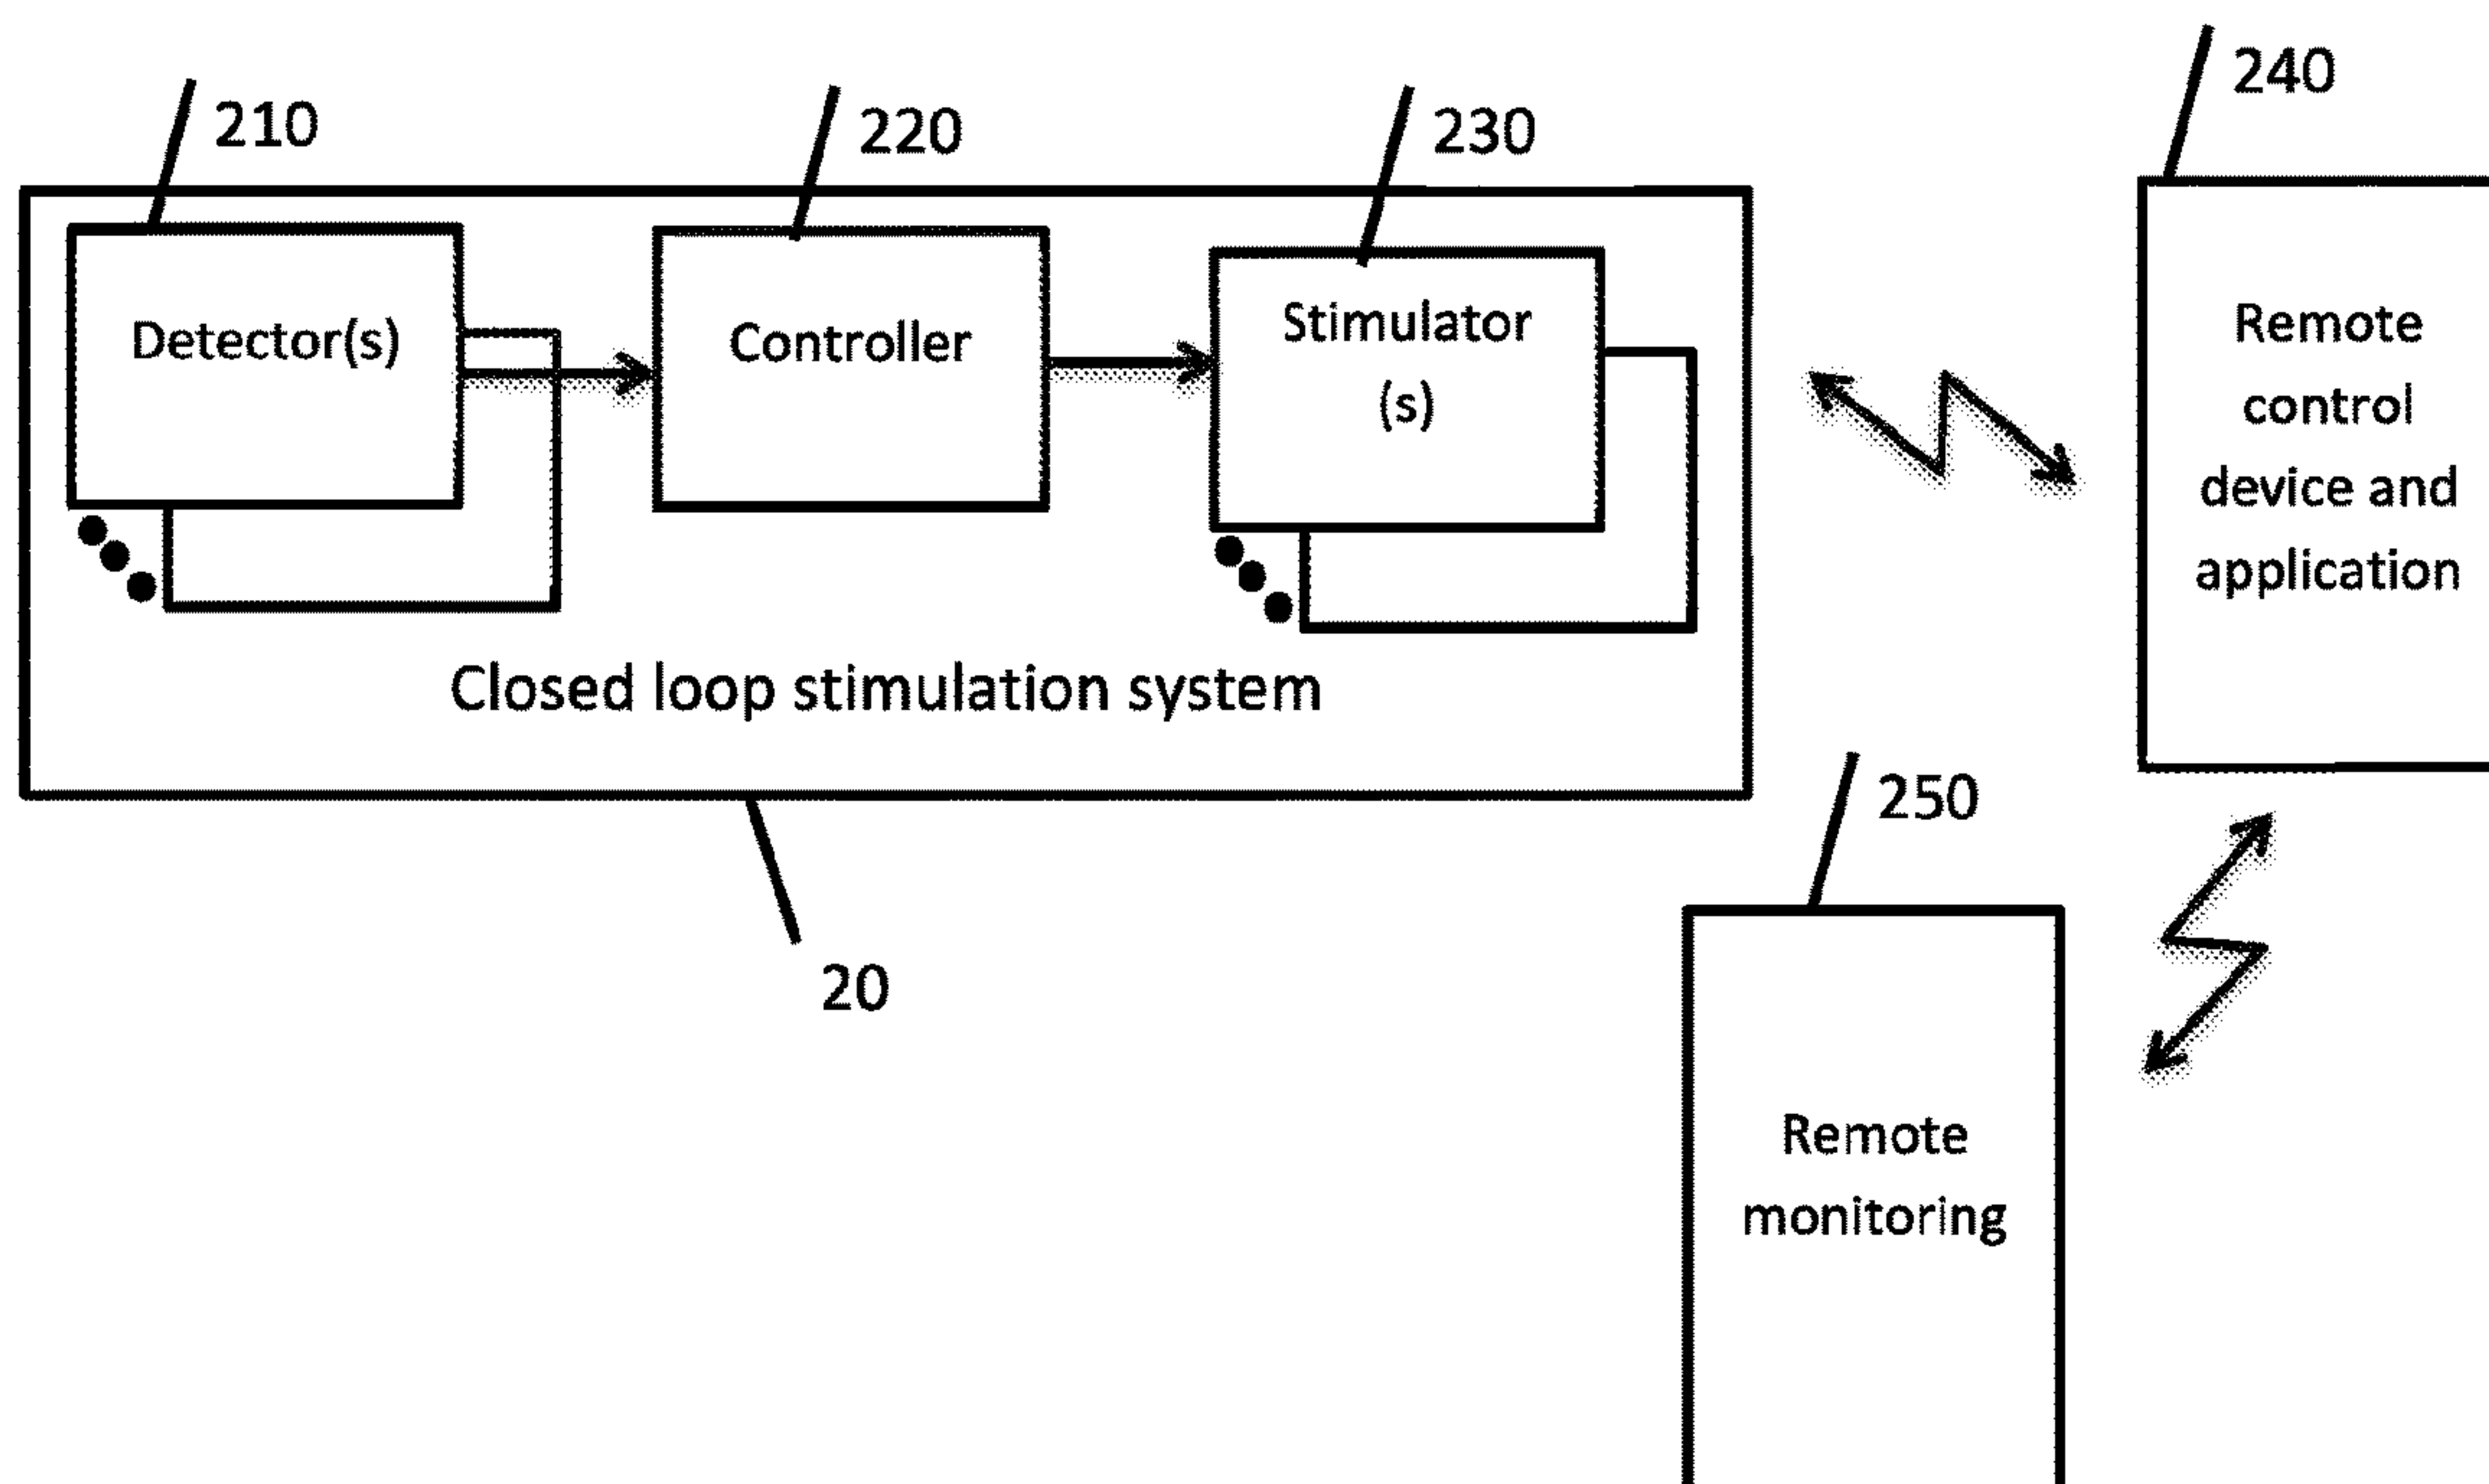 210
220
230
240
Detector(s)
Controller
Stimulator
(s)
Remote
control
device and
application
Closed loop stimulation system
20
250
Remote
monitoring